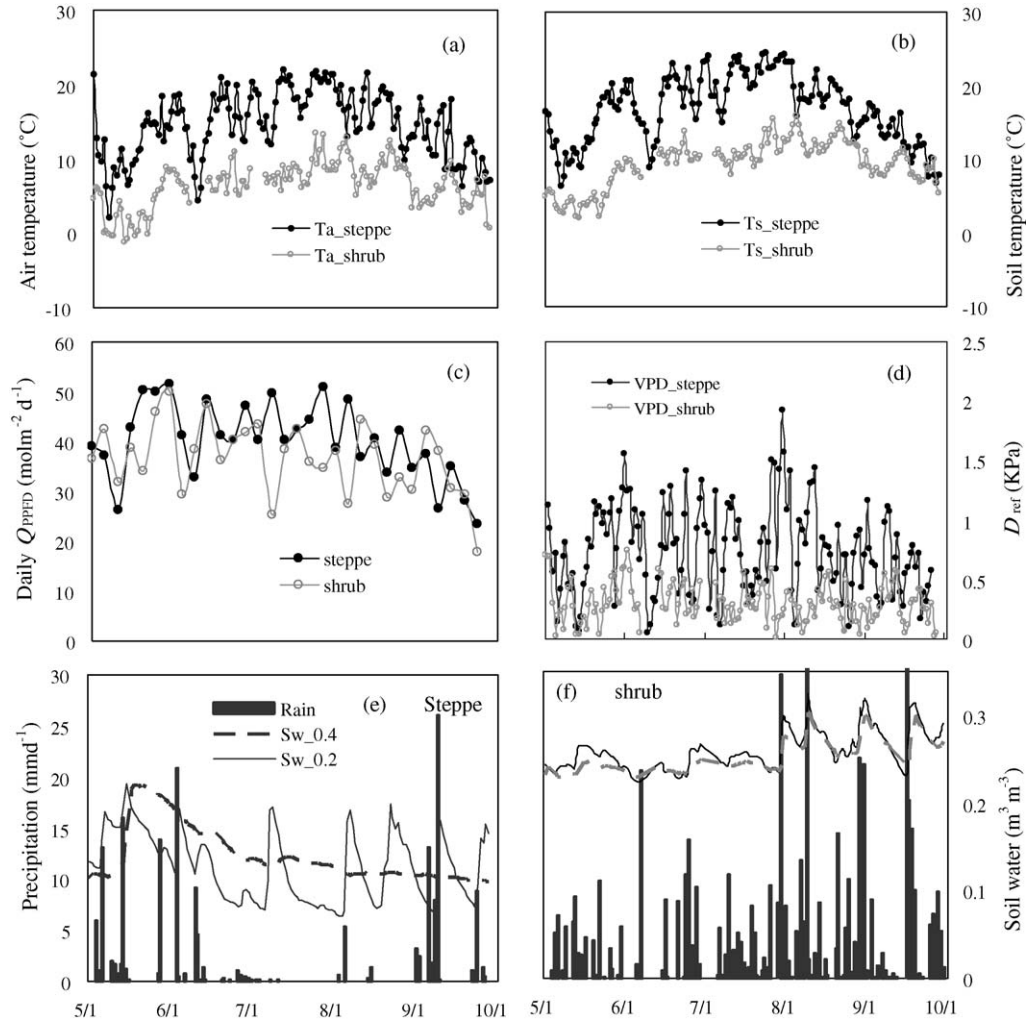 30
20
10
0
-10
Air temperature (°C)
(a)
Ta_steppe
Ta_shrub
(b)
Ts_steppe
Ts_shrub
30
20
10
0
-10
Soil temperature (°C)
60
50
40
30
20
10
0
Daily QPPFD (molm-2 d-1)
(c)
steppe
shrub
(d)
VPD_steppe
VPD_shrub
2.5
2
1.5
1
0.5
0
Dref (KPa)
30
25
20
15
10
5
0
Precipitation (mmd-1)
Rain
Sw_0.4
Sw_0.2
(e) Steppe
5/1 6/1 7/1 8/1 9/1 10/1
(f) shrub
0.3
0.2
0.1
0
Soil water (m3 m-3)
5/1 6/1 7/1 8/1 9/1 10/1